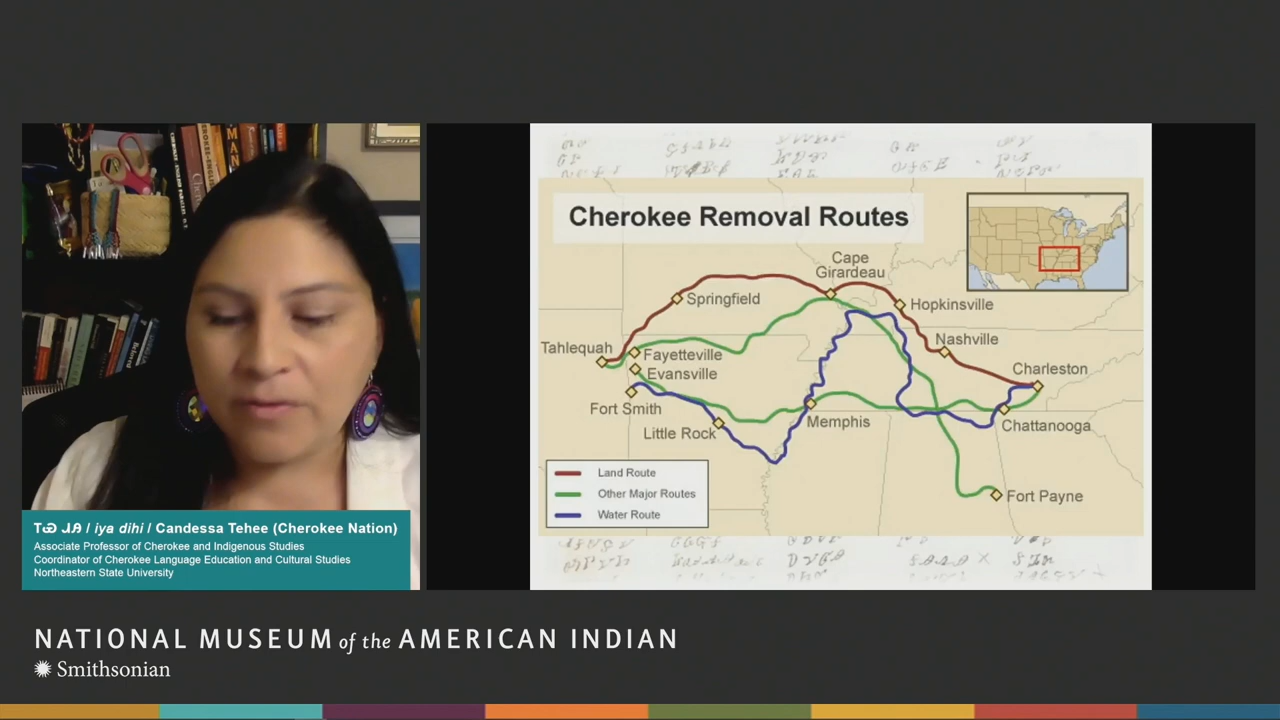 Cherokee Removal Routes
Cape
Girardeau
Springfield
Hopkinsville
Nashville
Tahlequah
Fayetteville
Evansville
Charleston
Fort Smith
Little Rock
Memphis
Chattanooga
Fort Payne
Land Route
Other Major Routes
Water Route
ᎢᏯ ᏗᎯ / iya dihi / Candessa Tehee (Cherokee Nation)
Associate Professor of Cherokee and Indigenous Studies
Coordinator of Cherokee Language Education and Cultural Studies
Northeastern State University
NATIONAL MUSEUM of the AMERICAN INDIAN
Smithsonian